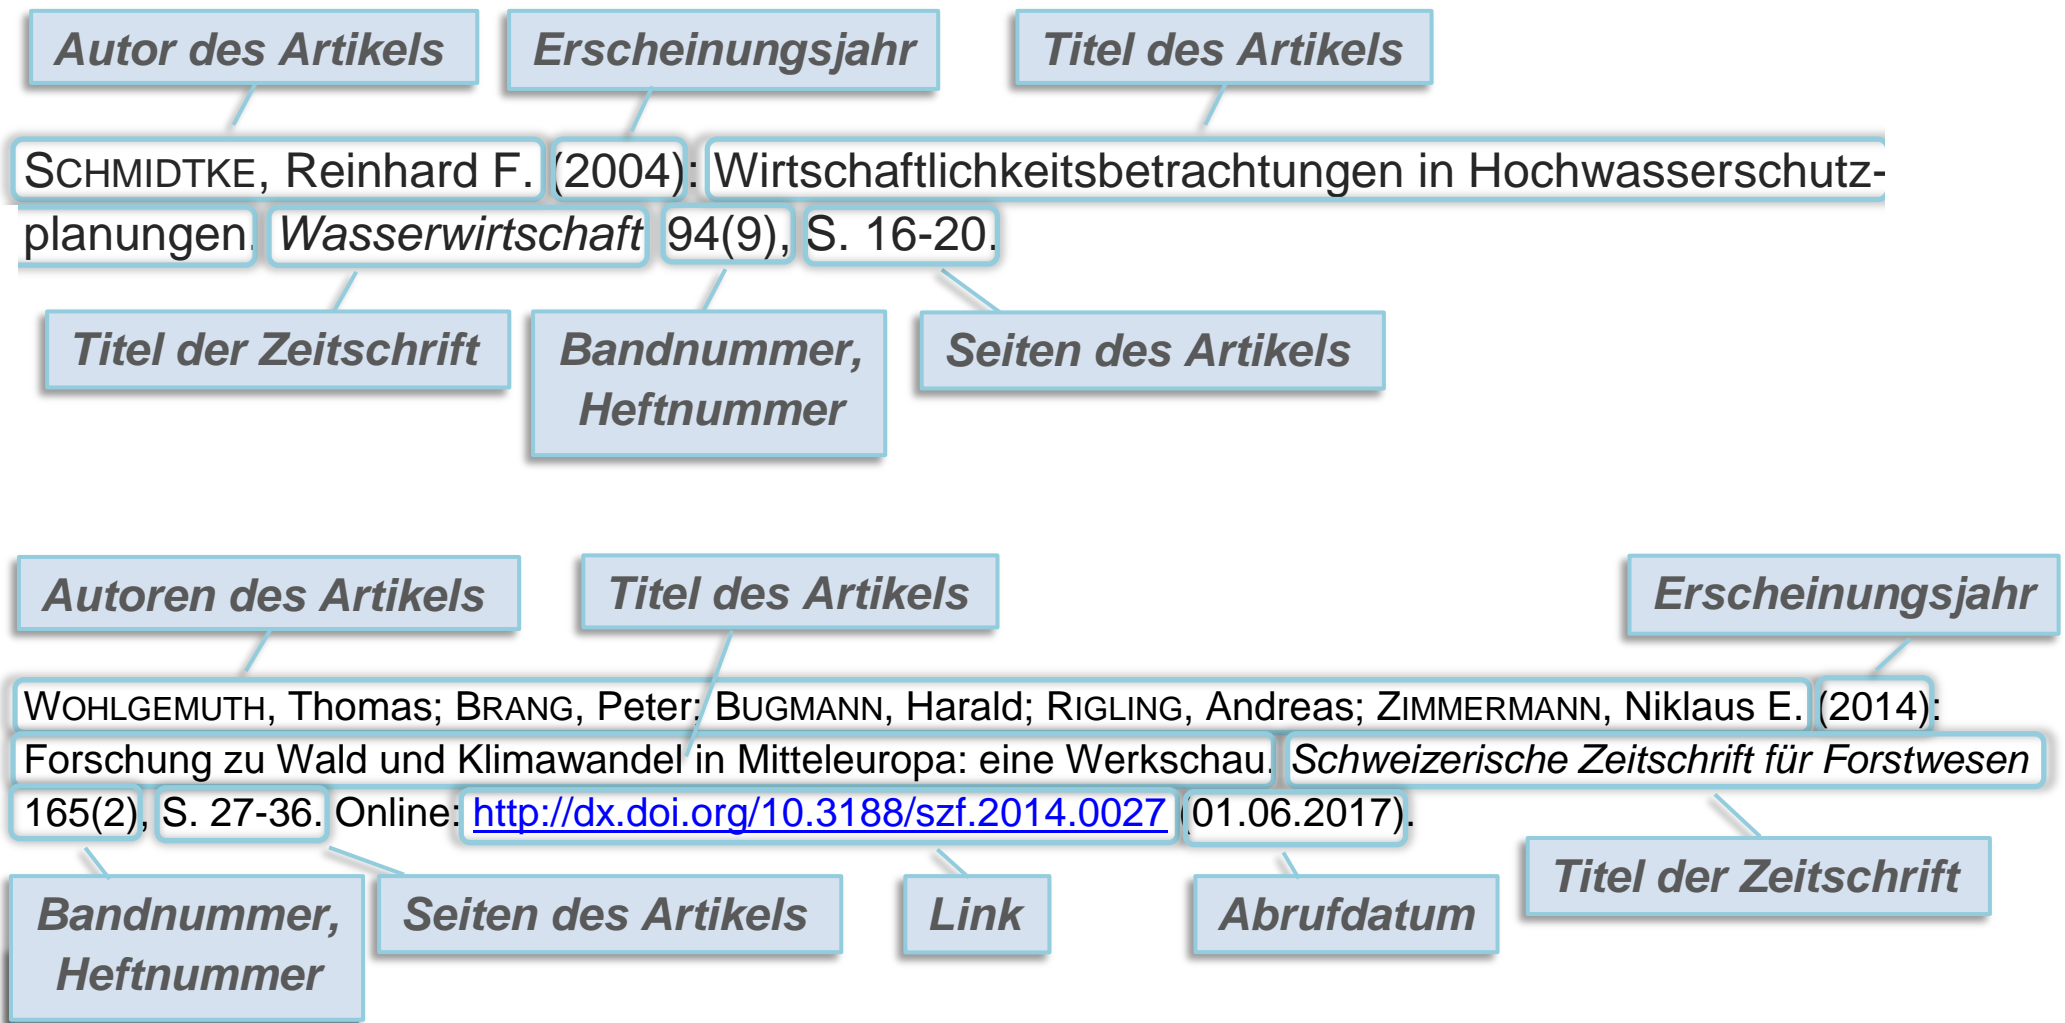 Autor des Artikels Erscheinungsjahr Titel des Artikels
SCHMIDTKE, Reinhard F. (2004): Wirtschaftlichkeitsbetrachtungen in Hochwasserschutz-
planungen. Wasserwirtschaft 94(9), S. 16-20.
Titel der Zeitschrift Bandnummer, Seiten des Artikels
Heftnummer
Autoren des Artikels Titel des Artikels Erscheinungsjahr
WOHLGEMUTH, Thomas; BRANG, Peter; BUGMANN, Harald; RIGLING, Andreas; ZIMMERMANN, Niklaus E. (2014):
Forschung zu Wald und Klimawandel in Mitteleuropa: eine Werkschau. Schweizerische Zeitschrift für Forstwesen
165(2), S. 27-36. Online: http://dx.doi.org/10.3188/szf.2014.0027 (01.06.2017).
Titel der Zeitschrift
Bandnummer, Seiten des Artikels Link Abrufdatum
Heftnummer